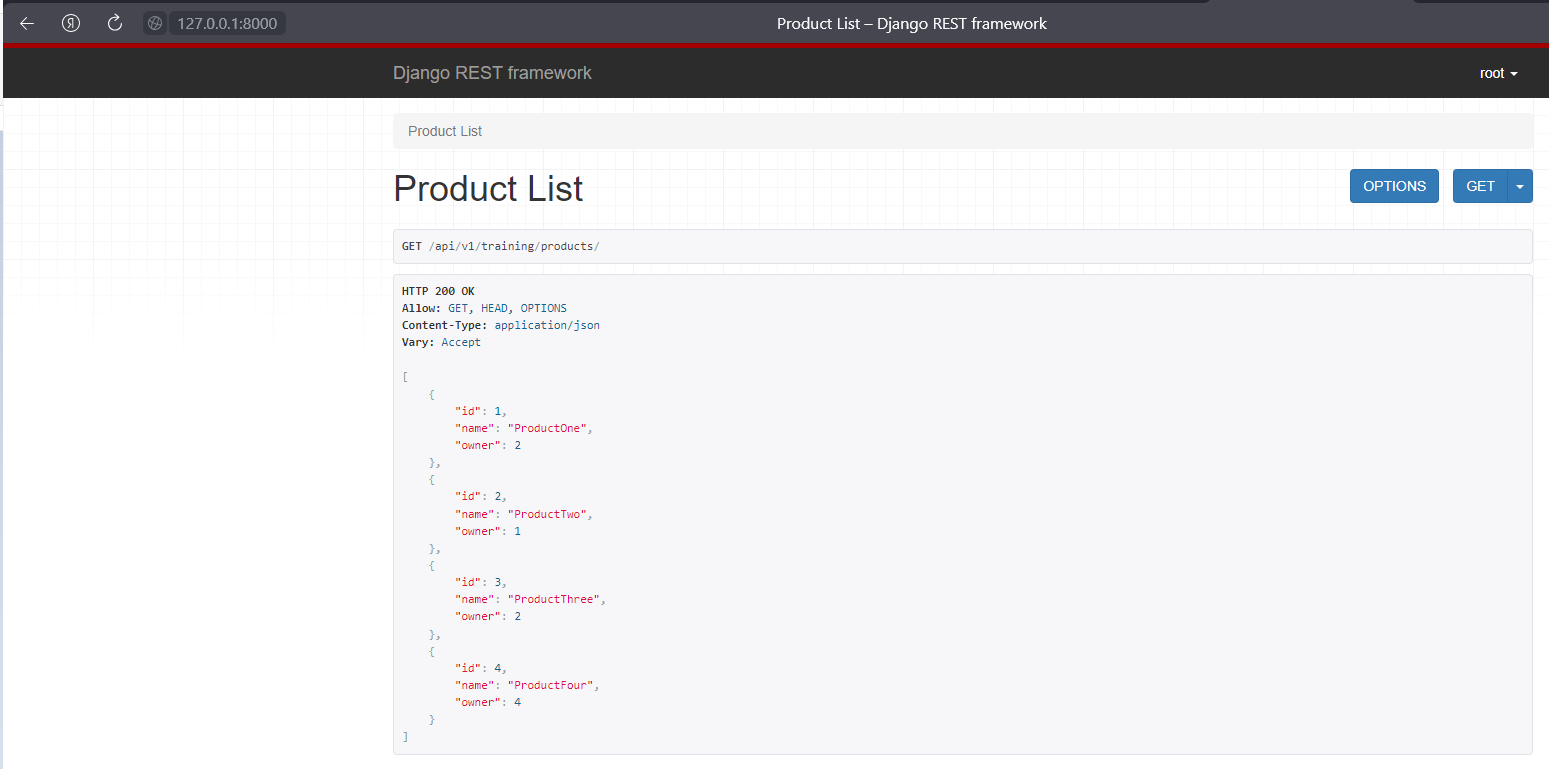 Я 127.0.0.1:8000 Product List – Django REST framework
Django REST framework root
Product List
Product List OPTIONS GET
GET /api/v1/training/products/
HTTP 200 OK
Allow: GET, HEAD, OPTIONS
Content-Type: application/json
Vary: Accept
[
    {
        "id": 1,
        "name": "ProductOne",
        "owner": 2
    },
    {
        "id": 2,
        "name": "ProductTwo",
        "owner": 1
    },
    {
        "id": 3,
        "name": "ProductThree",
        "owner": 2
    },
    {
        "id": 4,
        "name": "ProductFour",
        "owner": 4
    }
]